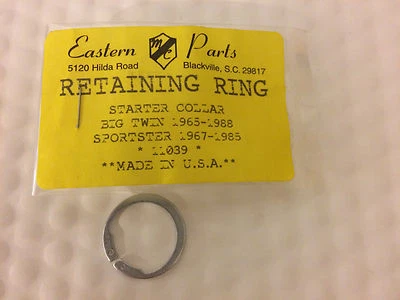 Eastern MC Parts
5120 Hilda Road Blackville, S.C. 29817
RETAINING RING
STARTER COLLAR
BIG TWIN 1965-1988
SPORTSTER 1967-1985
* 11039 *
**MADE IN U.S.A.**